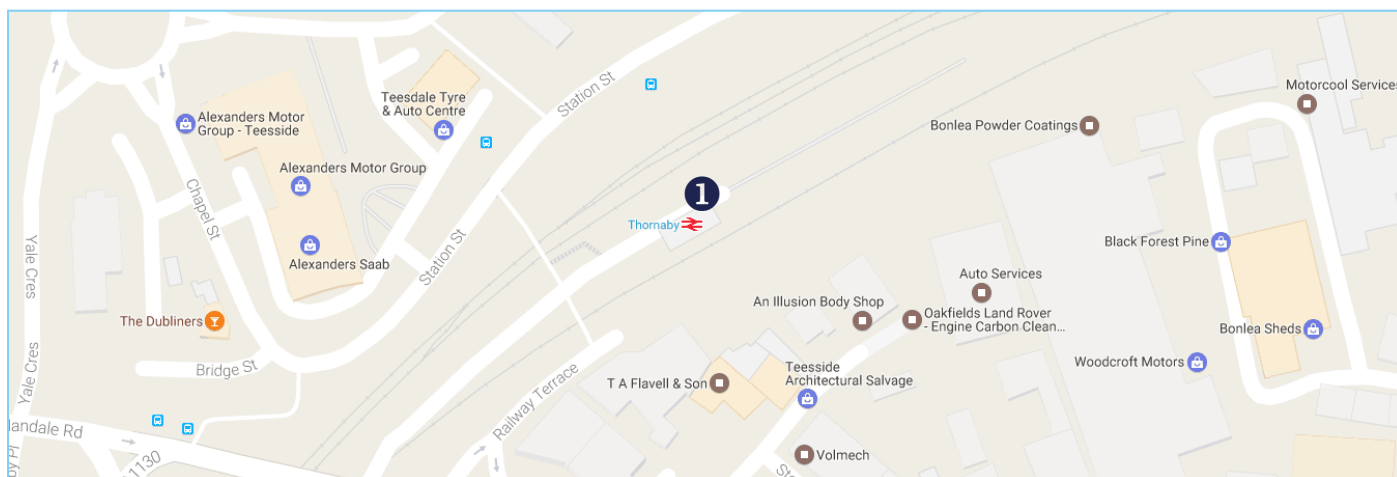 Station St
Motorcool Services
Teesdale Tyre
& Auto Centre
Alexanders Motor
Group - Teesside
Bonlea Powder Coatings
Alexanders Motor Group
1
Chapel St
Thornaby
Yale Cres
Station St
Black Forest Pine
Alexanders Saab
Auto Services
An Illusion Body Shop
Oakfields Land Rover
- Engine Carbon Clean...
The Dubliners
Bonlea Sheds
Bridge St
Yale Cres
Teesside
Architectural Salvage
Woodcroft Motors
T A Flavell & Son
Railway Terrace
landale Rd
by Pl
1130
Volmech